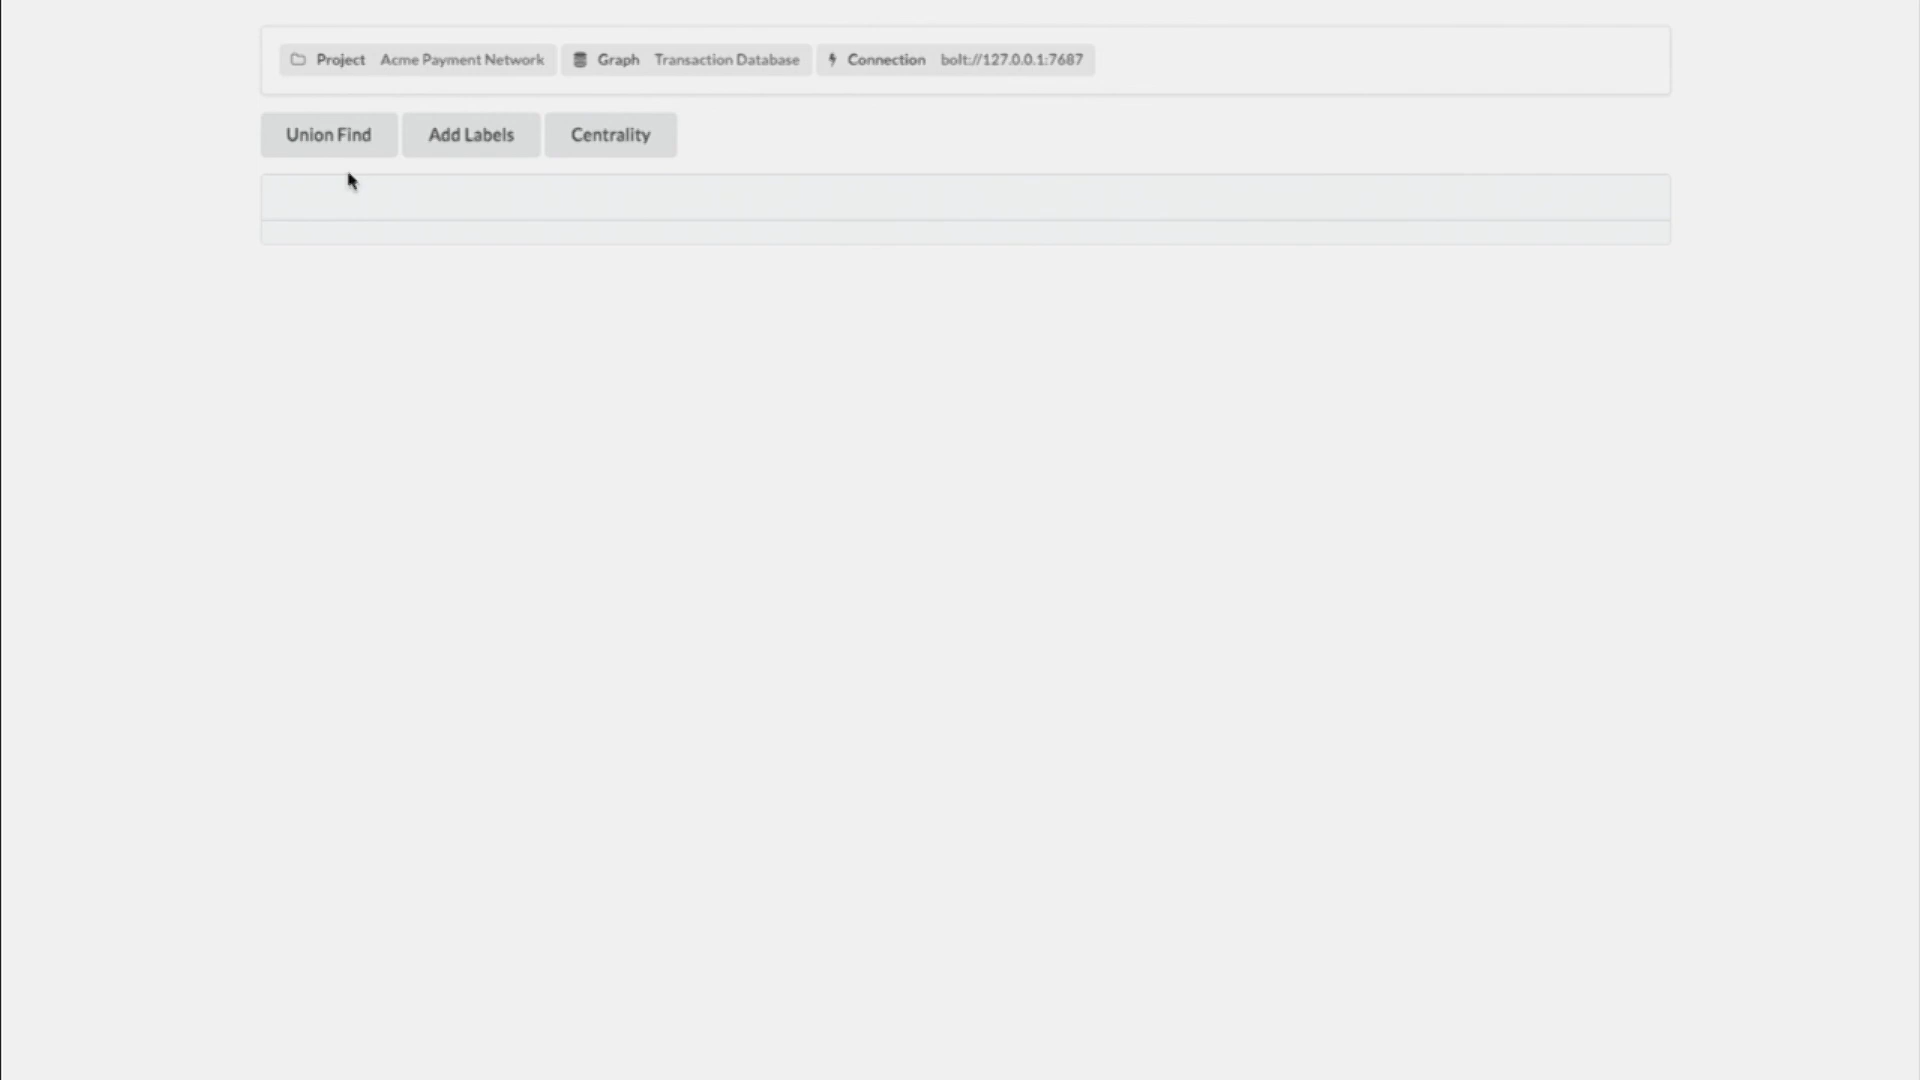 Project Acme Payment Network Graph Transaction Database Connection bolt://127.0.0.1:7687
Union Find Add Labels Centrality